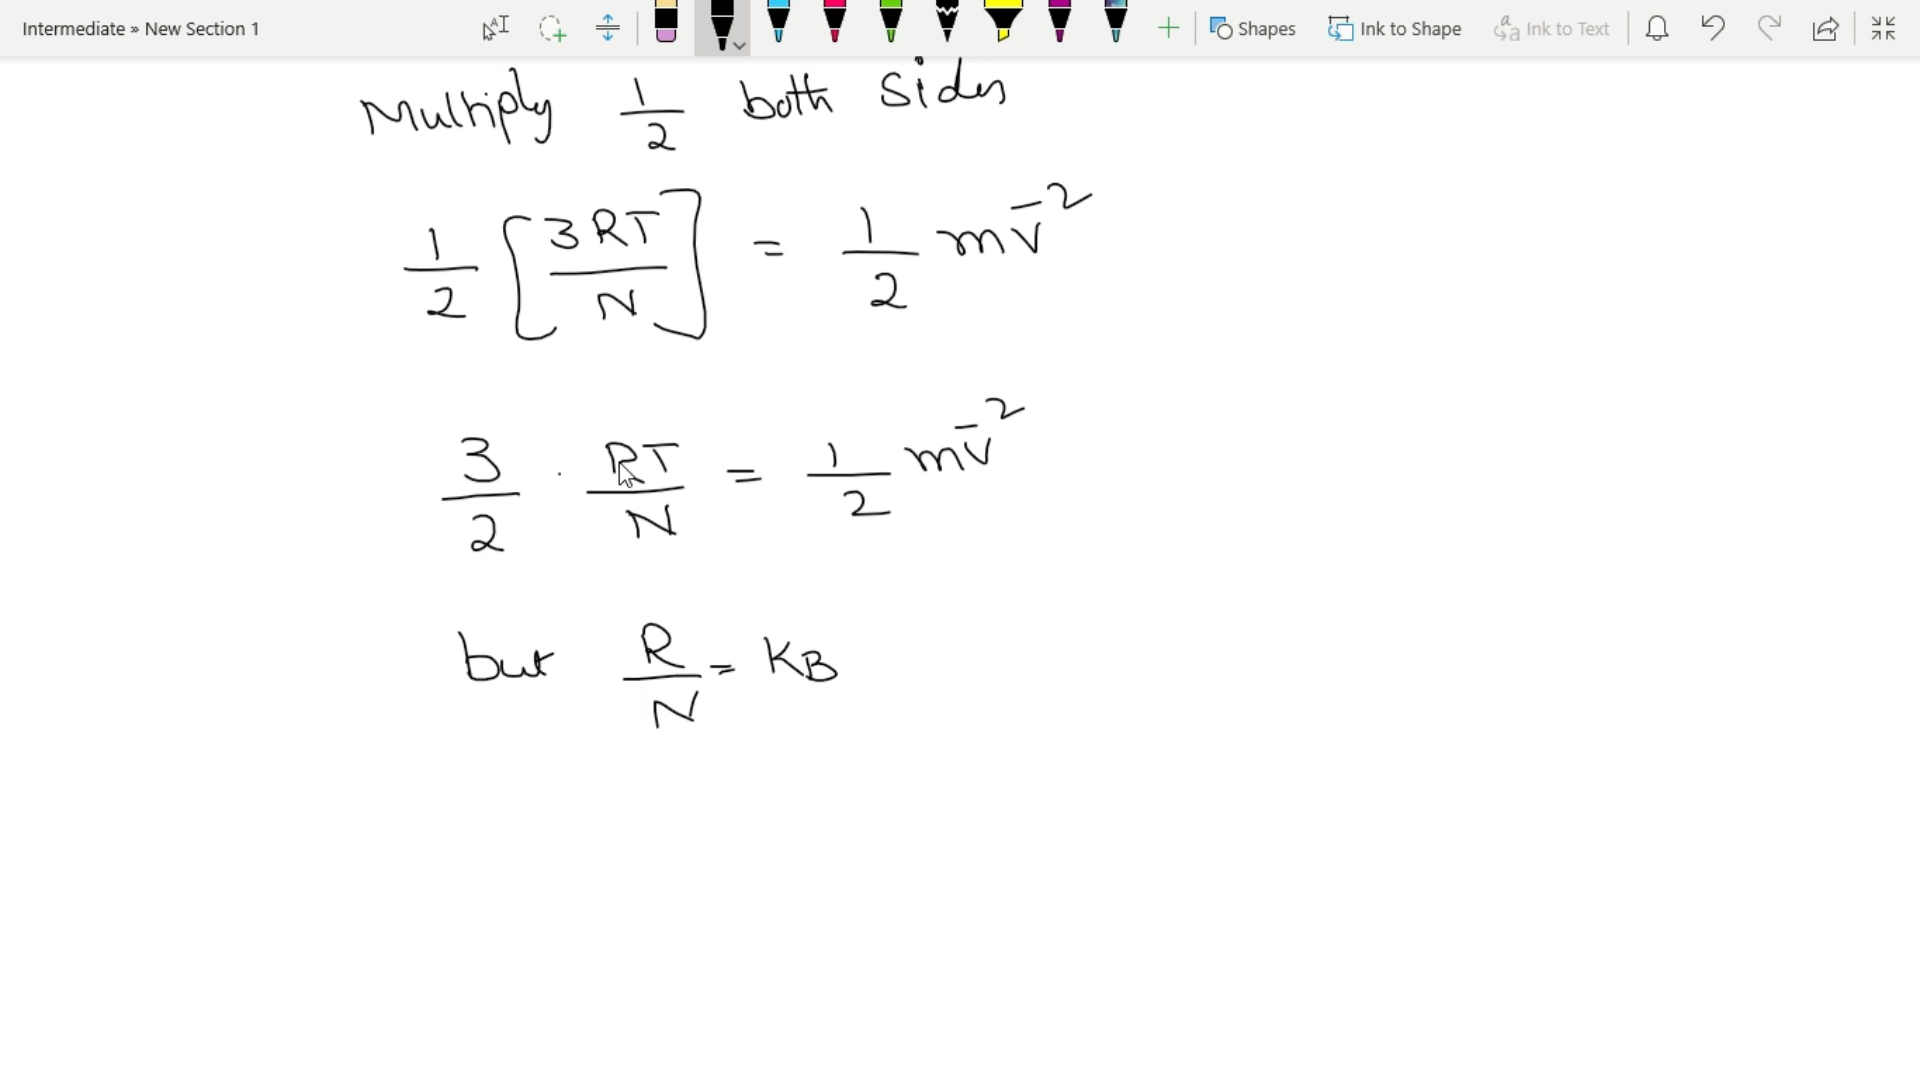 Intermediate » New Section 1 Shapes Ink to Shape Ink to Text
Multiply 1/2 both sides
1/2 [3RT/N] = 1/2 mv̄²
3/2 · RT/N = 1/2 mv̄²
but R/N = KB